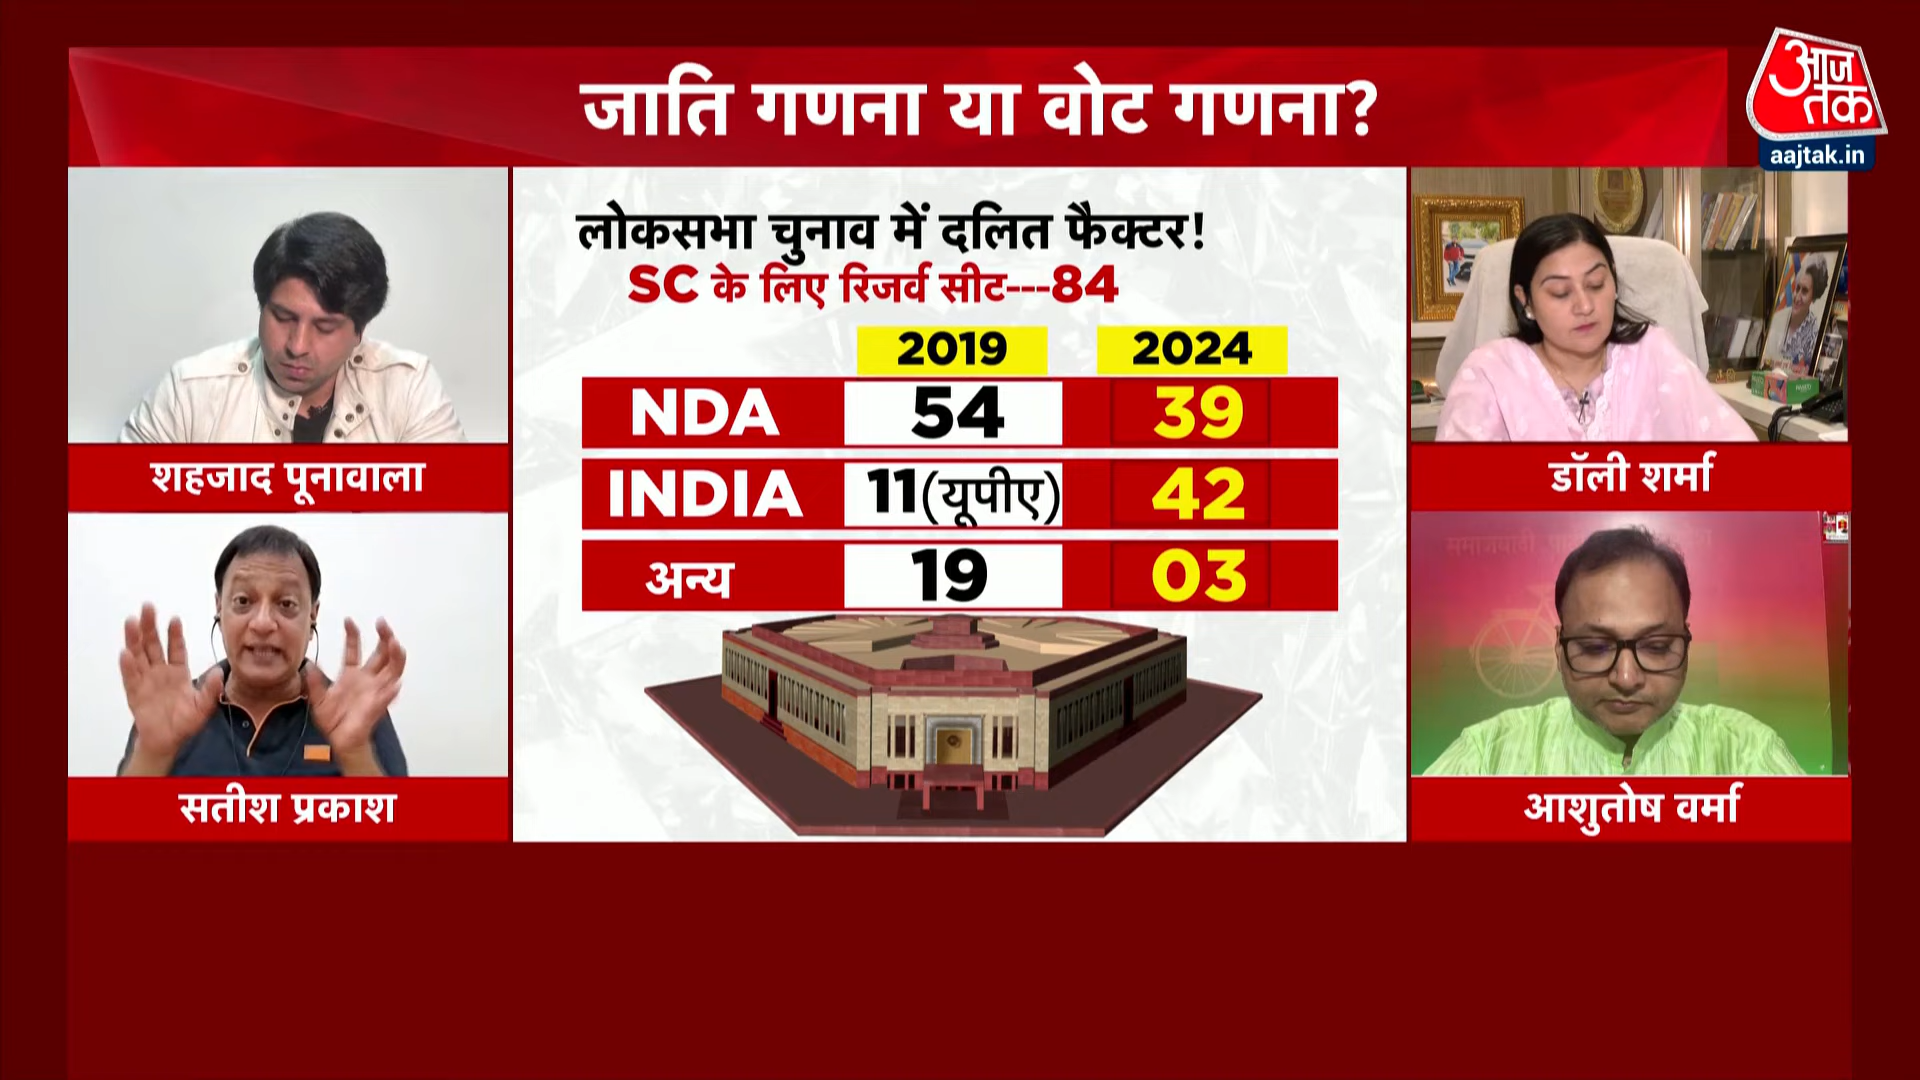 जाति गणना या वोट गणना?
आज
तक
aajtak.in
लोकसभा चुनाव में दलित फैक्टर!
SC के लिए रिजर्व सीट---84
2019 2024
NDA 54 39
INDIA 11(यूपीए) 42
अन्य 19 03
शहजाद पूनावाला
डॉली शर्मा
सतीश प्रकाश
आशुतोष वर्मा